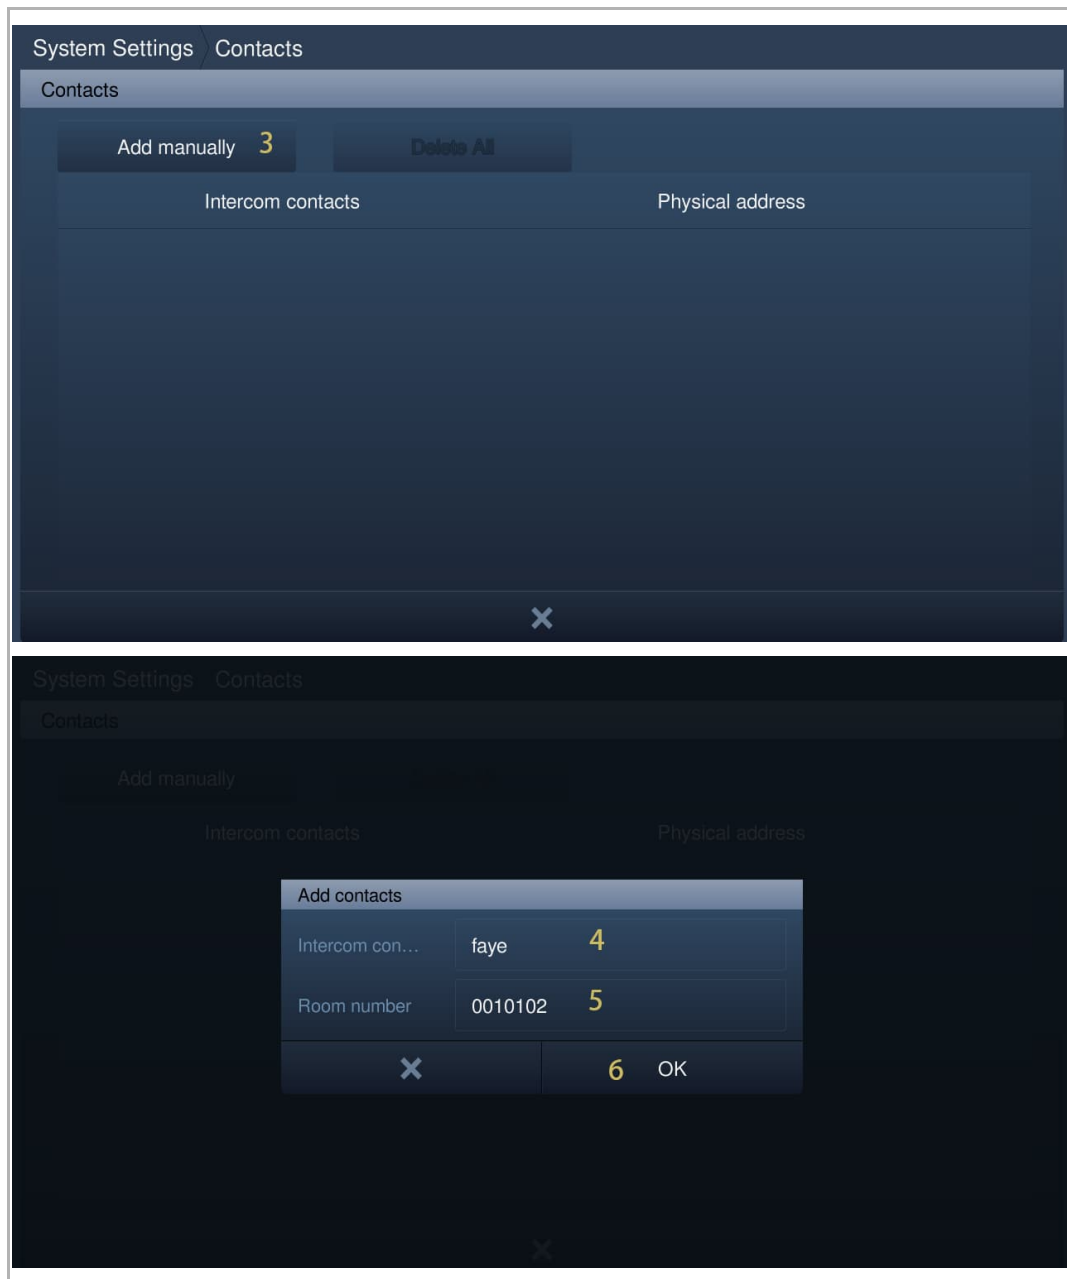 System Settings Contacts
Contacts
Add manually 3 Delete All
Intercom contacts Physical address
System Settings Contacts
Contacts
Add manually
Intercom contacts Physical address
Add contacts
Intercom con... faye 4
Room number 0010102 5
6 OK